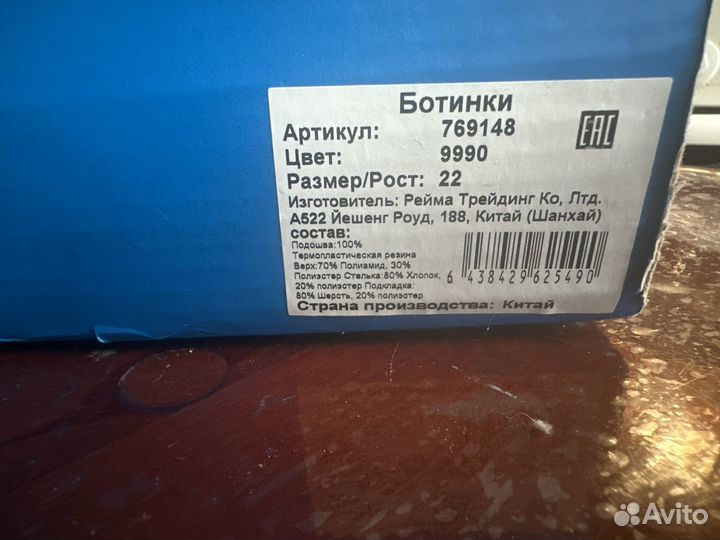 Ботинки
Артикул: 769148
EAC
Цвет: 9990
Размер/Рост: 22
Изготовитель: Рейма Трейдинг Ко, Лтд.
А522 Йешенг Роуд, 188, Китай (Шанхай)
состав:
Подошва:100%
Термопластическая резина
Верх:70% Полиамид, 30%
Полиэстер Стелька:80% Хлопок,
20% полиэстер Подкладка:
80% Шерсть, 20% полиэстер
6 438429 625490
Страна производства: Китай
Avito